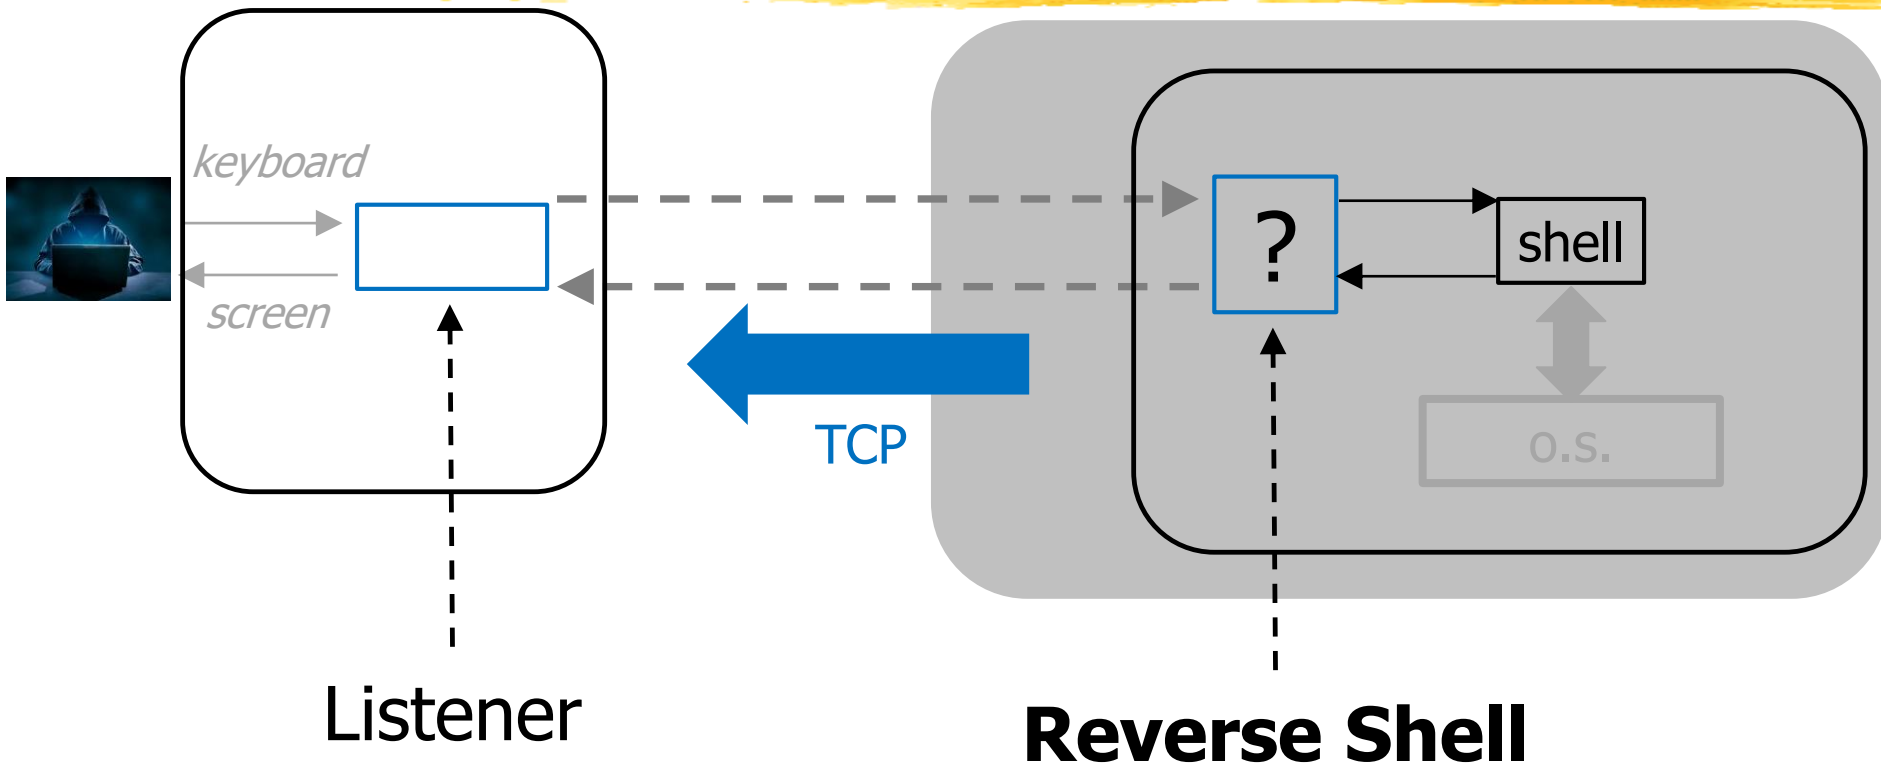 keyboard
screen
?
shell
o.s.
TCP
Listener
Reverse Shell